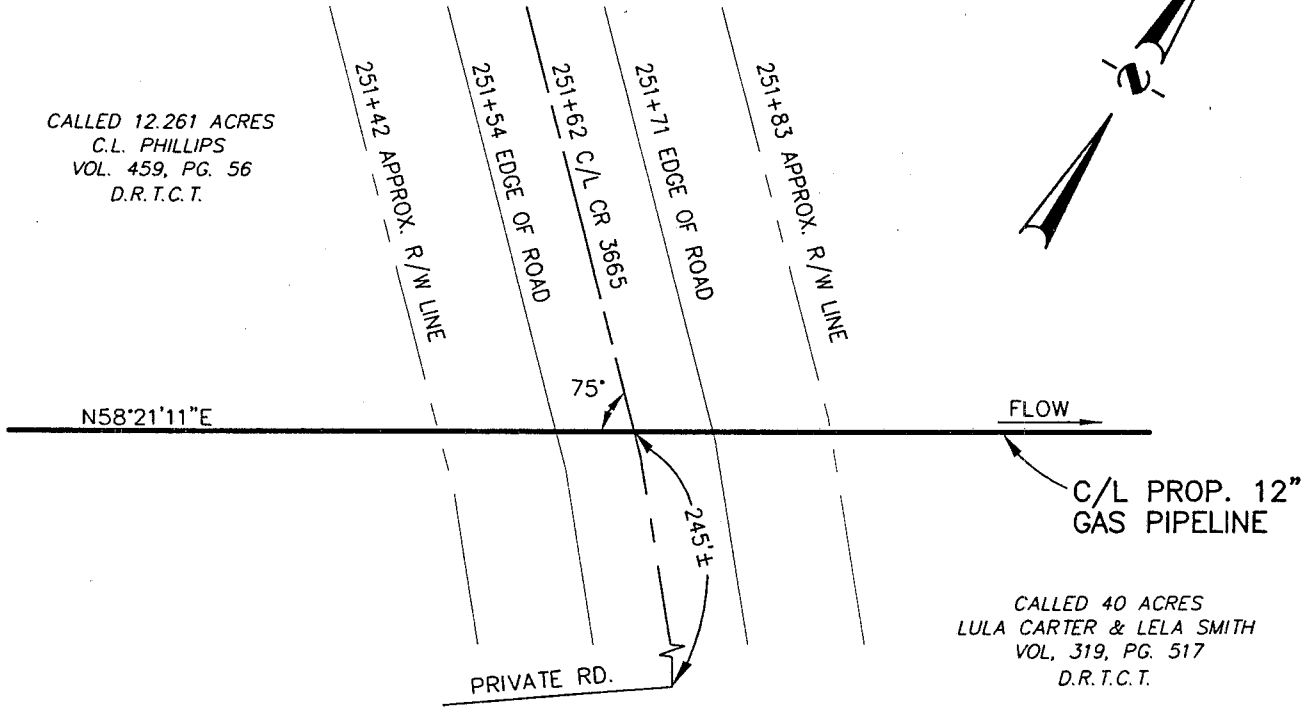 CALLED 12.261 ACRES
C.L. PHILLIPS
VOL. 459, PG. 56
D.R.T.C.T.
251+42 APPROX. R/W LINE
251+54 EDGE OF ROAD
251+62 C/L CR 3665
251+71 EDGE OF ROAD
251+83 APPROX. R/W LINE
75°
N58°21'11"E
FLOW
C/L PROP. 12"
GAS PIPELINE
245'±
PRIVATE RD.
CALLED 40 ACRES
LULA CARTER & LELA SMITH
VOL, 319, PG. 517
D.R.T.C.T.